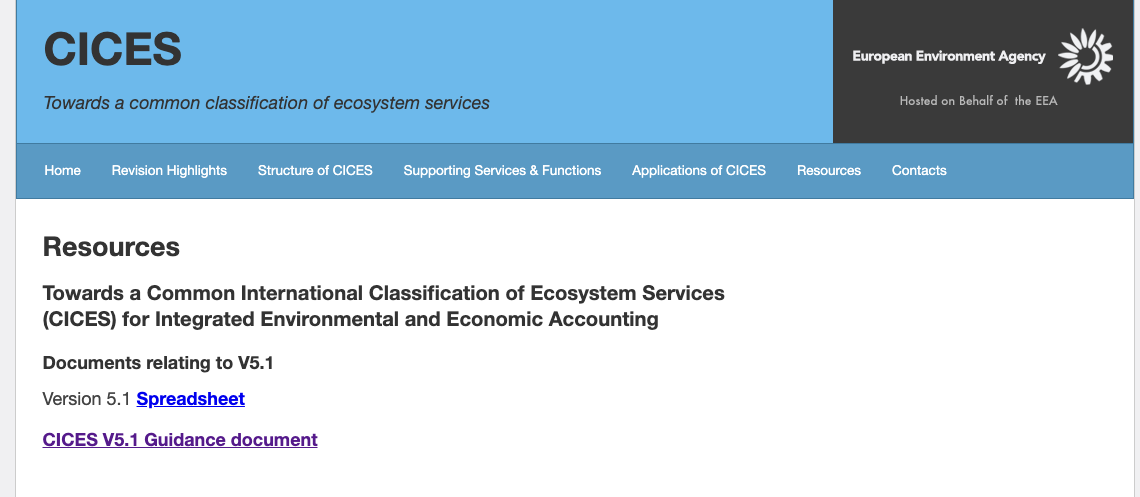 CICES
Towards a common classification of ecosystem services
European Environment Agency
Hosted on Behalf of the EEA
Home Revision Highlights Structure of CICES Supporting Services & Functions Applications of CICES Resources Contacts
Resources
Towards a Common International Classification of Ecosystem Services
(CICES) for Integrated Environmental and Economic Accounting
Documents relating to V5.1
Version 5.1 Spreadsheet
CICES V5.1 Guidance document